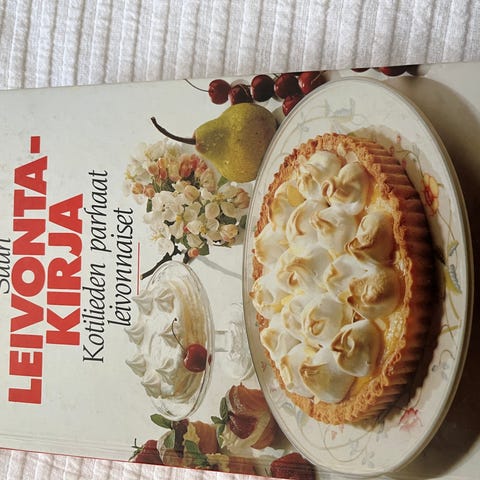 Suuri
LEIVONTA-
KIRJA
Kotilieden parhaat
leivonnaiset